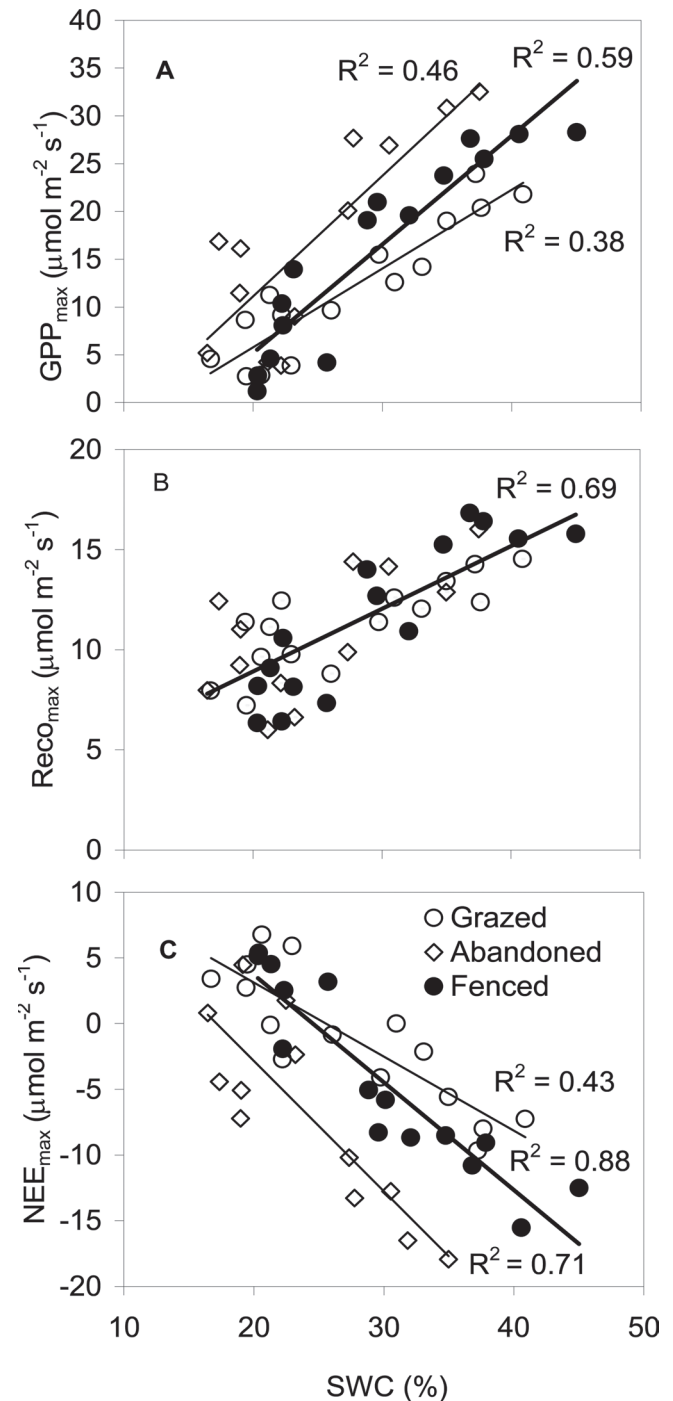 40
35
30
25
20
15
10
5
0
GPPmax (μmol m-2 s-1)
A
R2 = 0.46
R2 = 0.59
R2 = 0.38
20
15
10
5
0
Recomax (μmol m-2 s-1)
B
R2 = 0.69
10
5
0
-5
-10
-15
-20
NEEmax (μmol m-2 s-1)
C
Grazed
Abandoned
Fenced
R2 = 0.43
R2 = 0.88
R2 = 0.71
10 20 30 40 50
SWC (%)